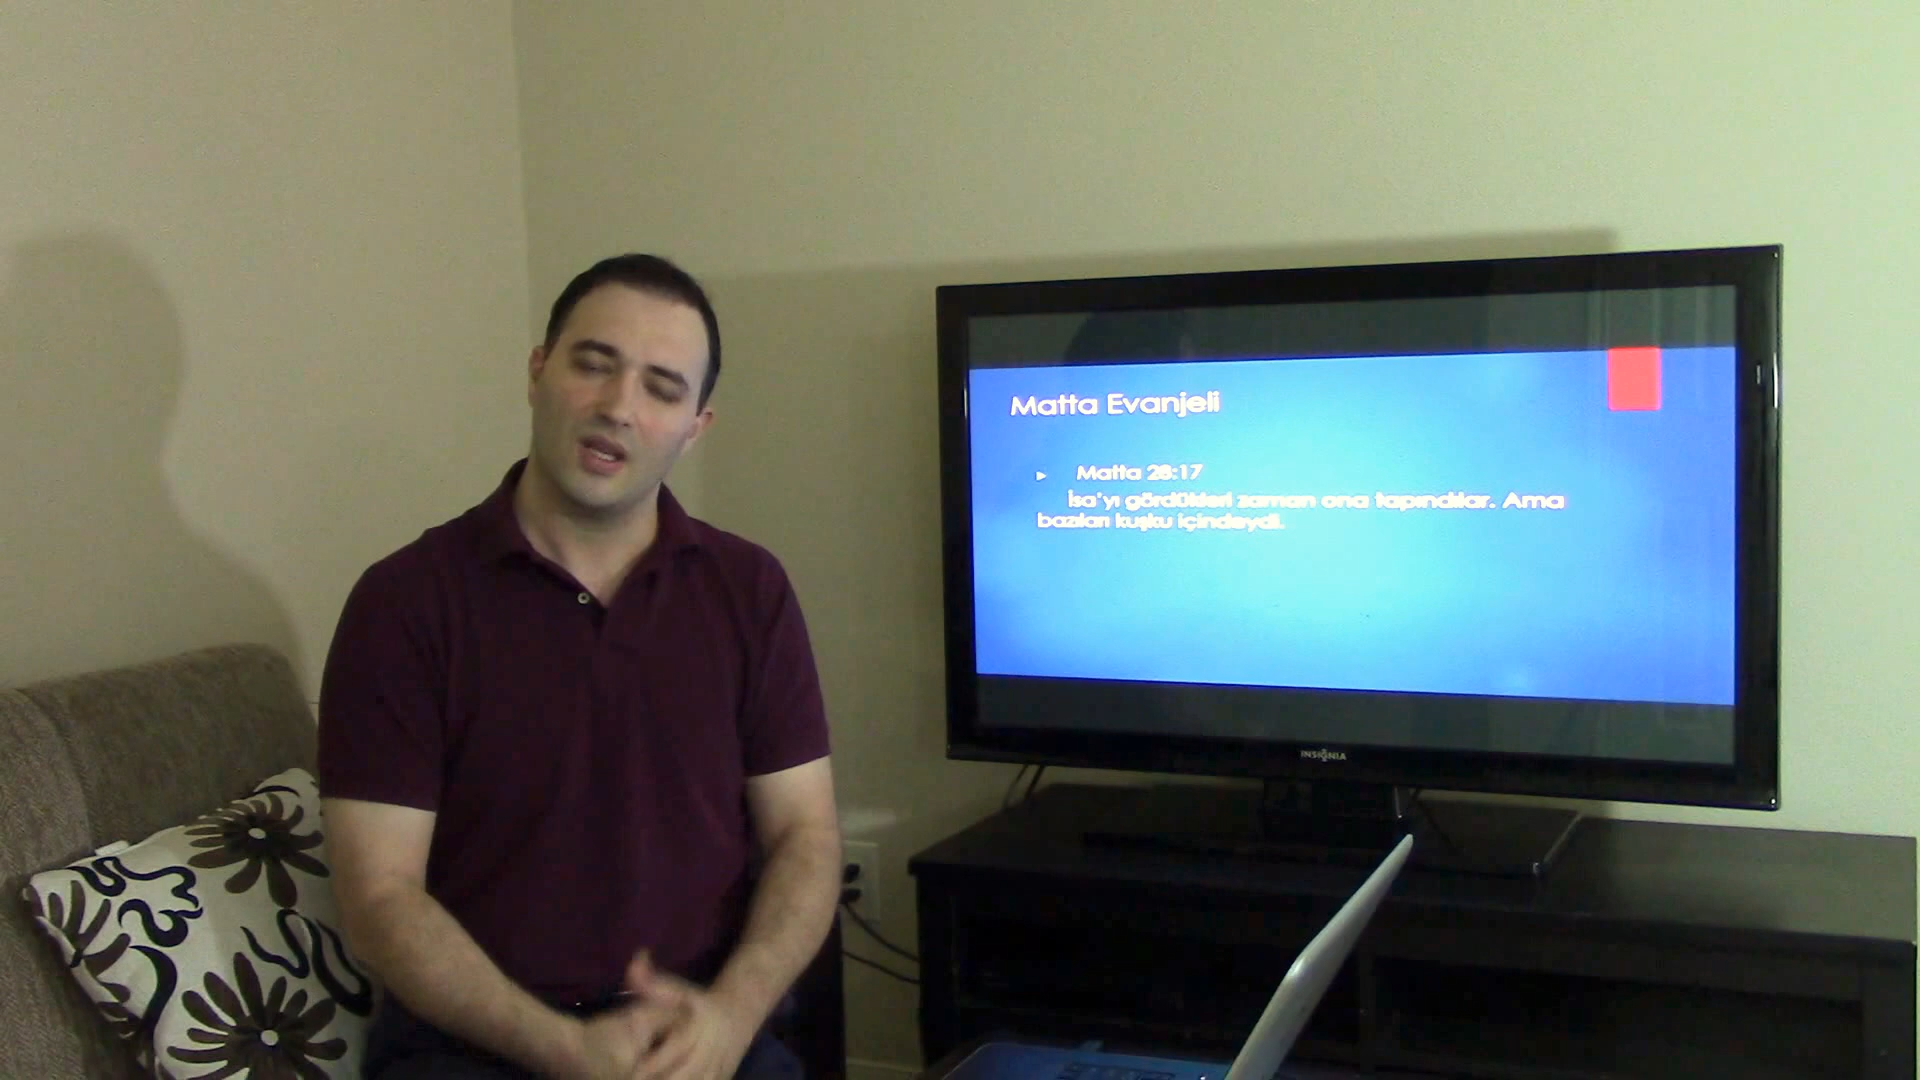 Matta Evanjeli
Matta 28:17
İsa'yı gördükleri zaman ona tapındılar. Ama
bazıları kuşku içindeydi.
INSIGNIA